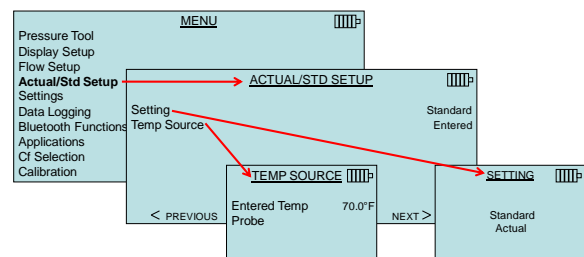 MENU
Pressure Tool
Display Setup
Flow Setup
Actual/Std Setup
Settings
Data Logging
Bluetooth Functions
Applications
Cf Selection
Calibration
ACTUAL/STD SETUP
Setting Standard
Temp Source Entered
< PREVIOUS NEXT >
TEMP SOURCE
Entered Temp 70.0°F
Probe
SETTING
Standard
Actual